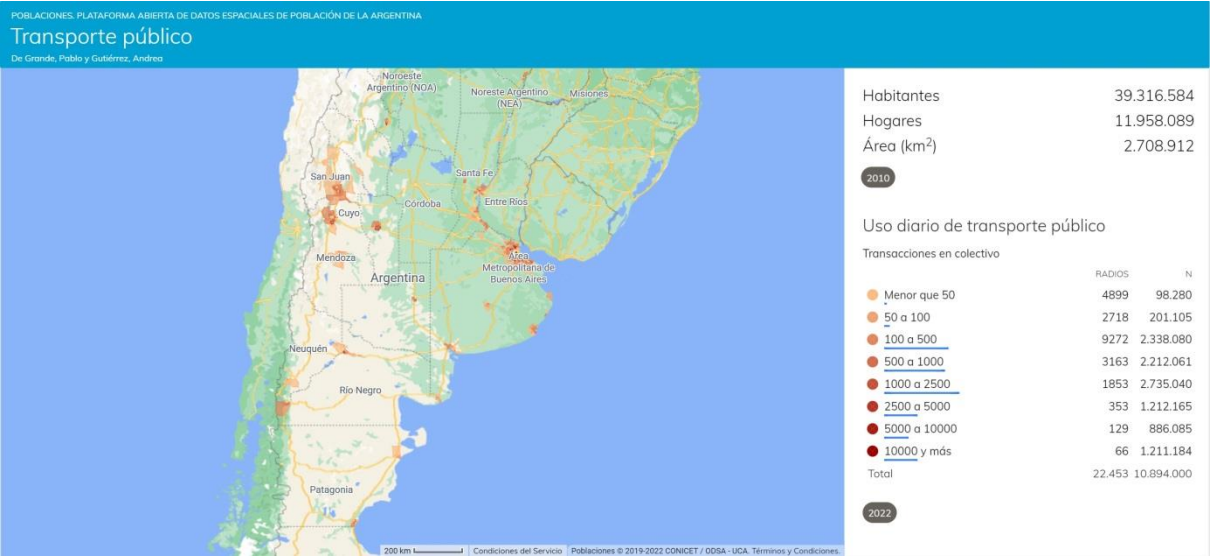 POBLACIONES. PLATAFORMA ABIERTA DE DATOS ESPACIALES DE POBLACIÓN DE LA ARGENTINA
Transporte público
De Grande, Pablo y Gutiérrez, Andrea
Noroeste
Argentino (NOA)
Noreste Argentino
(NEA)
Misiones
San Juan
Santa Fe
Córdoba
Entre Ríos
Cuyo
Mendoza
Argentina
Área
Metropolitana de
Buenos Aires
Neuquén
Río Negro
Patagonia
200 km
Condiciones del Servicio
Poblaciones © 2019-2022 CONICET / ODSA - UCA. Términos y Condiciones.
Habitantes 39.316.584
Hogares 11.958.089
Área (km²) 2.708.912
2010
Uso diario de transporte público
Transacciones en colectivo
RADIOS N
Menor que 50 4899 98.280
50 a 100 2718 201.105
100 a 500 9272 2.338.080
500 a 1000 3163 2.212.061
1000 a 2500 1853 2.735.040
2500 a 5000 353 1.212.165
5000 a 10000 129 886.085
10000 y más 66 1.211.184
Total 22.453 10.894.000
2022